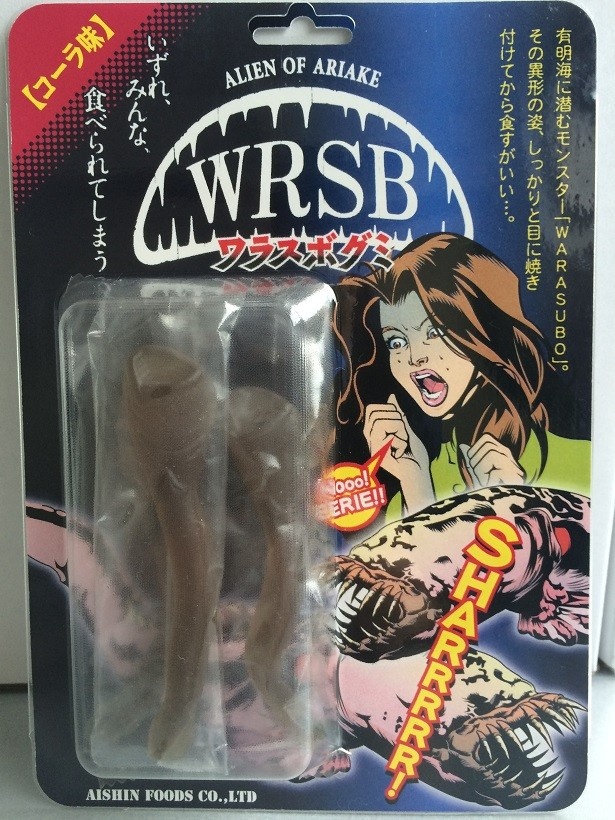 【コーラ味】
いずれ、
みんな、
食べられてしまう
ALIEN OF ARIAKE
WRSB
ワラスボグミ
有明海に潜むモンスター「WARASUBO」。
その異形の姿、しっかりと目に焼き
付けてから食すがいい…。
ERIE!!
SHARRRRR!
AISHIN FOODS CO.,LTD